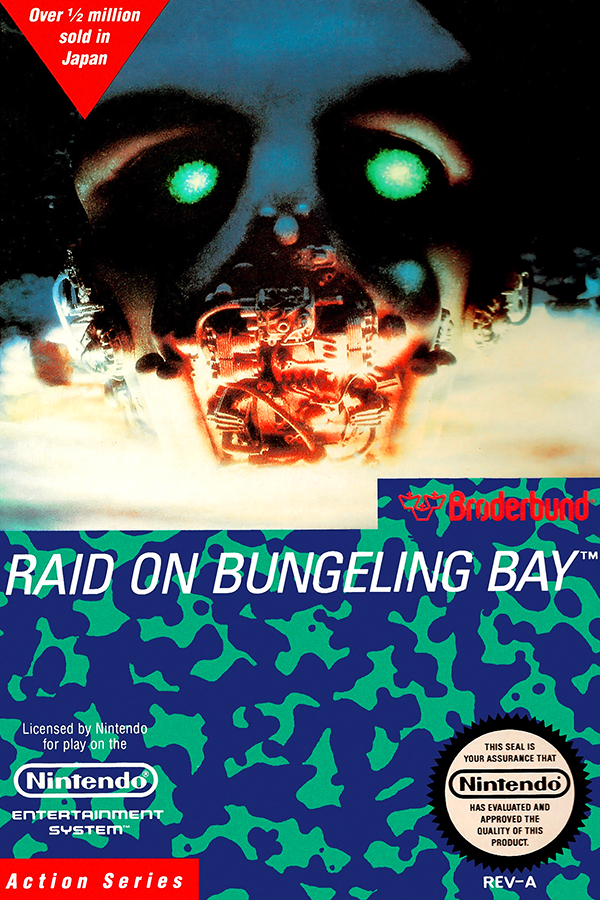 Over ½ million
sold in
Japan
Brøderbund
RAID ON BUNGELING BAY™
Licensed by Nintendo
for play on the
Nintendo®
ENTERTAINMENT
SYSTEM™
Action Series
THIS SEAL IS
YOUR ASSURANCE THAT
Nintendo®
HAS EVALUATED AND
APPROVED THE
QUALITY OF THIS
PRODUCT.
REV-A